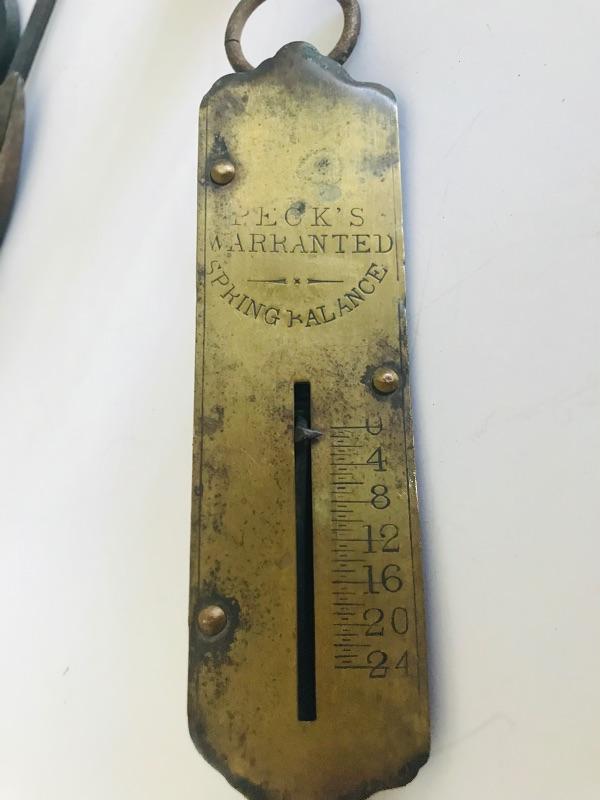 PECK'S
WARRANTED
SPRING BALANCE
0
4
8
12
16
20
24